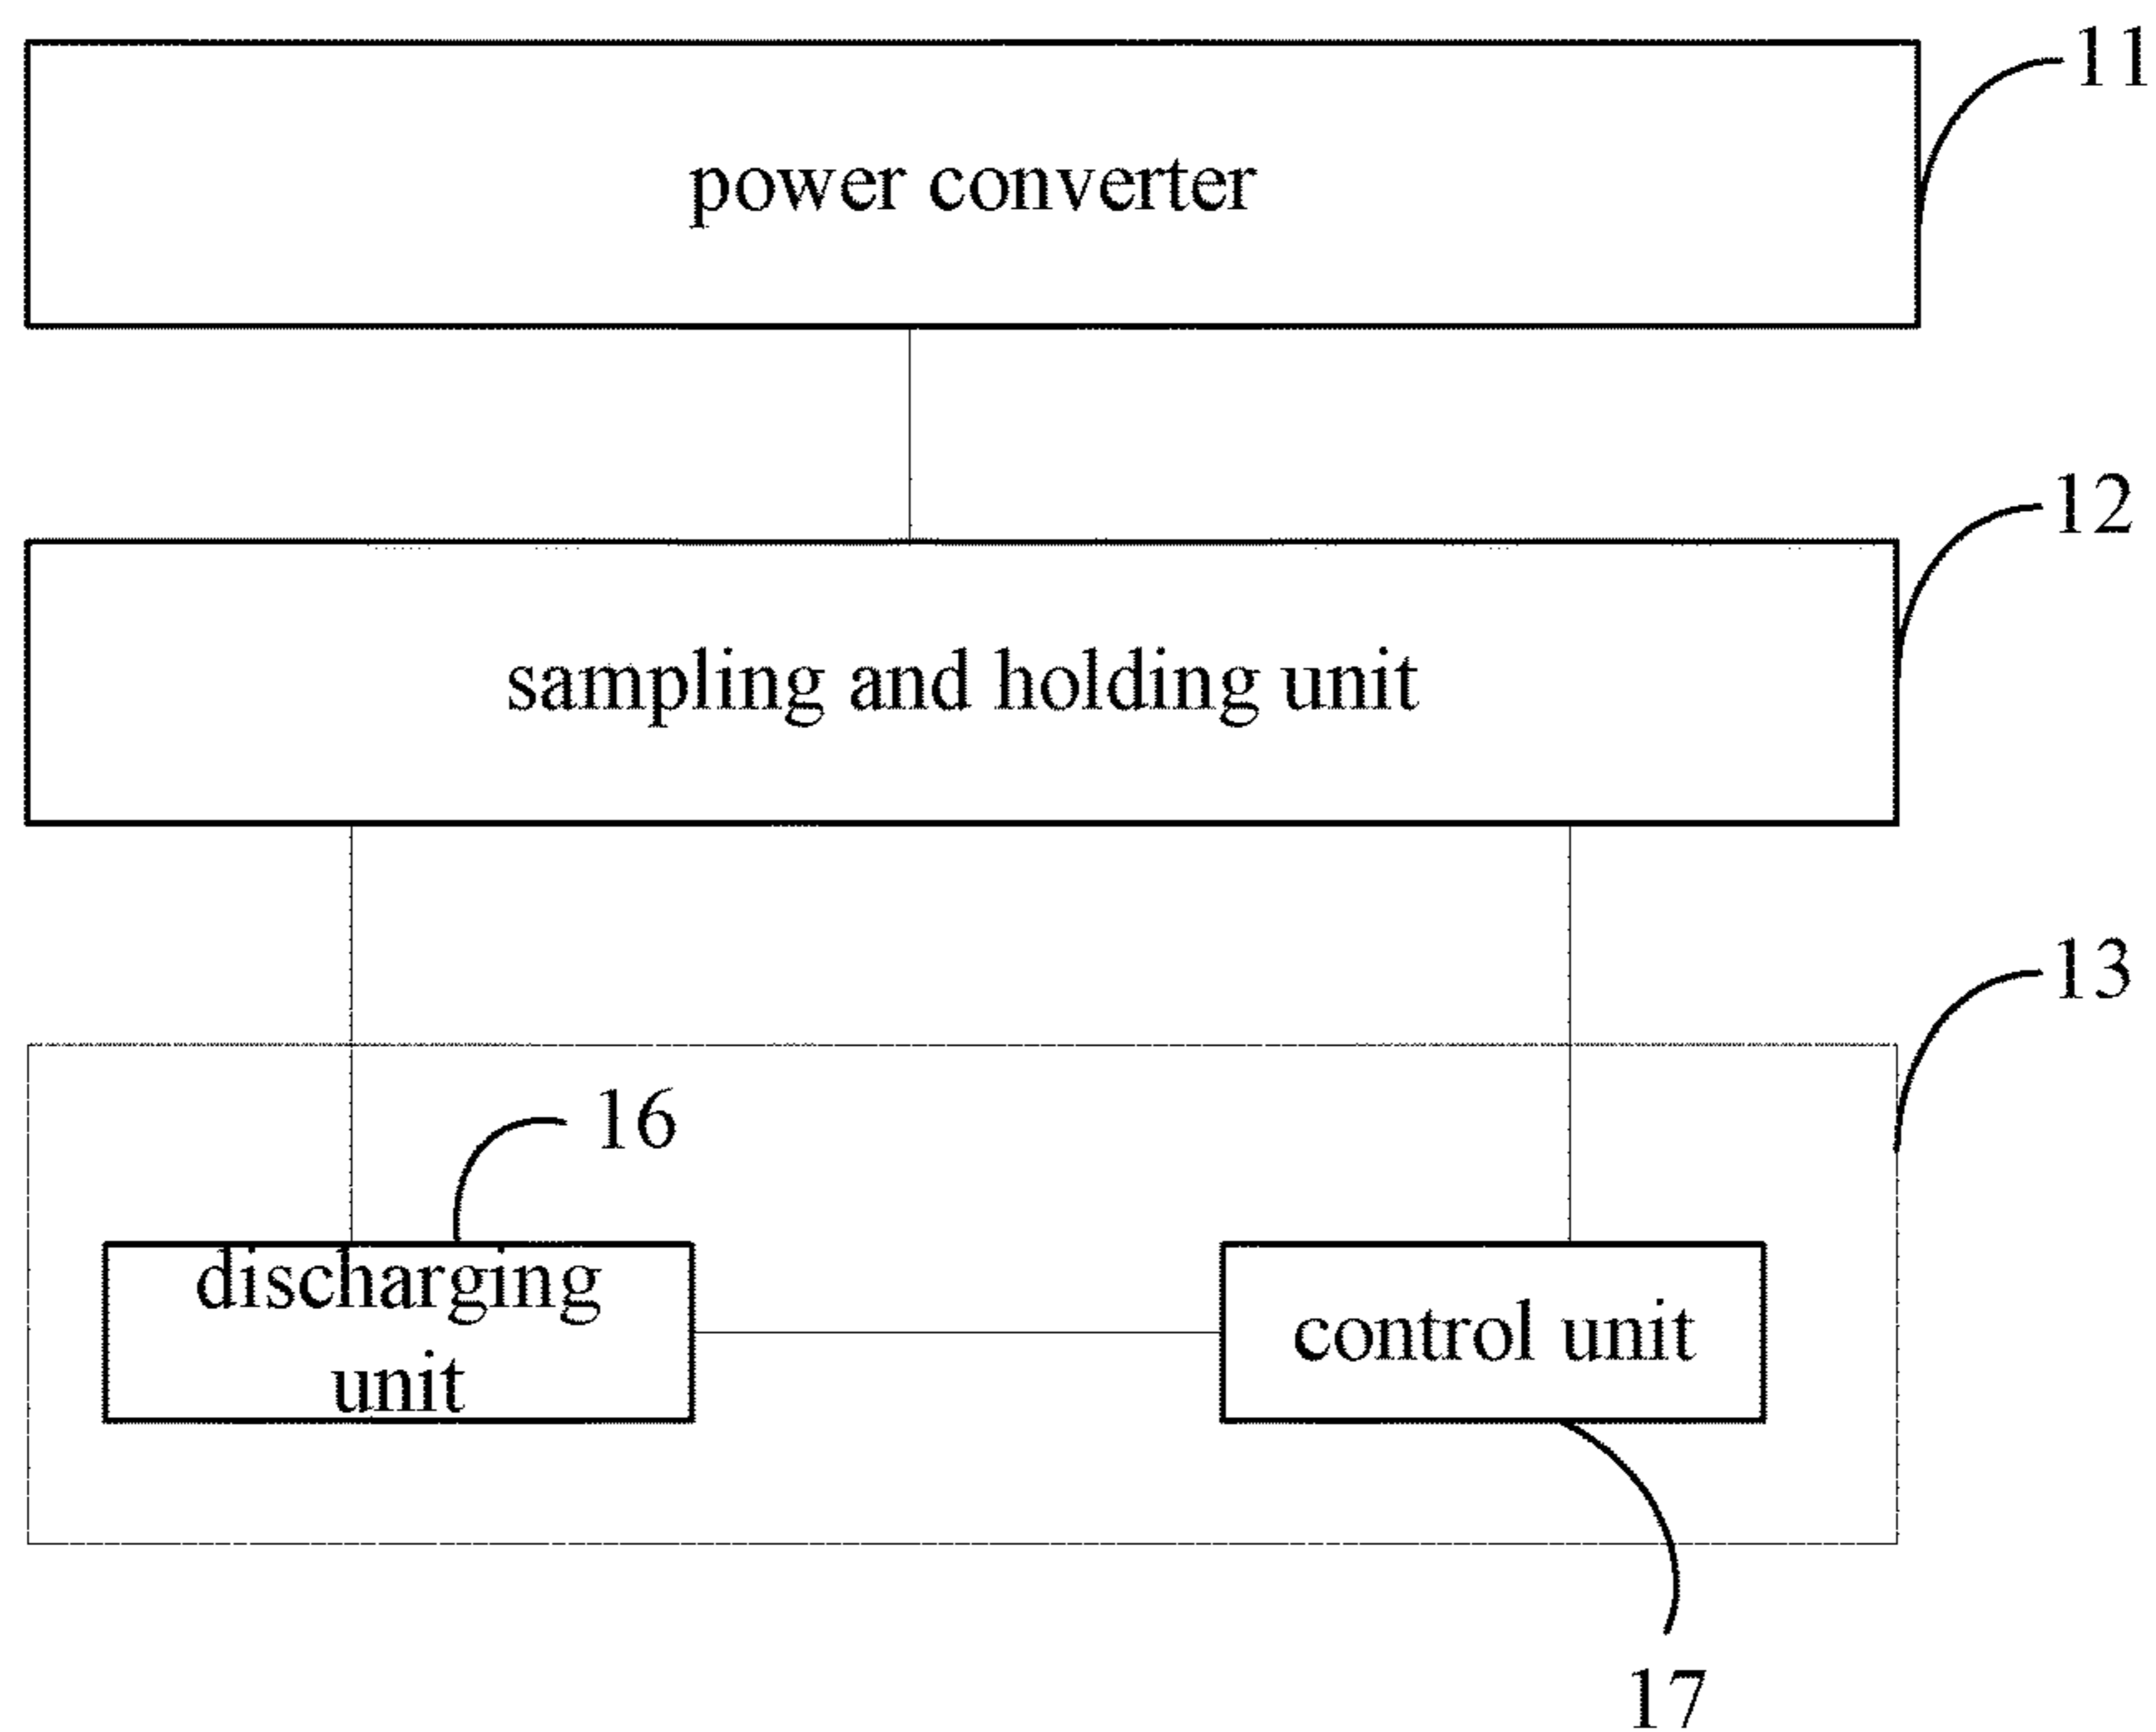 11
power converter
12
sampling and holding unit
13
16
discharging
unit
control unit
17